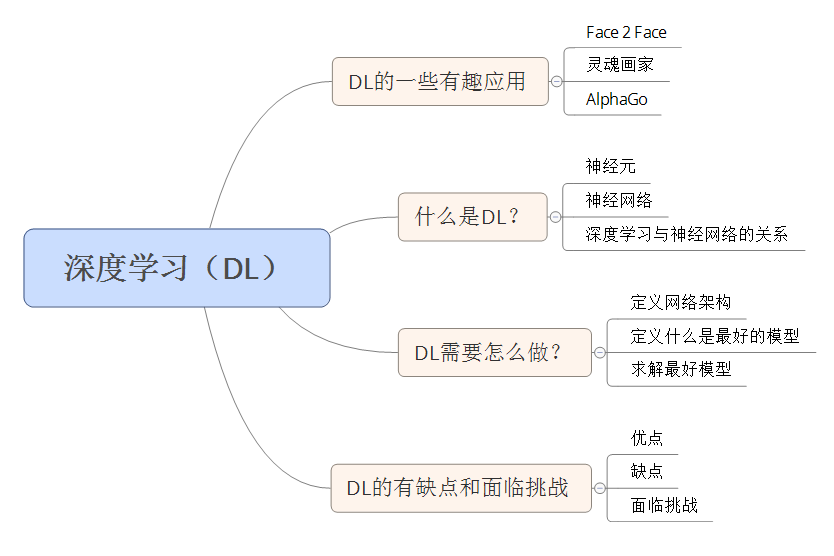 深度学习（DL）
DL的一些有趣应用
Face 2 Face
灵魂画家
AlphaGo
什么是DL？
神经元
神经网络
深度学习与神经网络的关系
DL需要怎么做？
定义网络架构
定义什么是最好的模型
求解最好模型
DL的有缺点和面临挑战
优点
缺点
面临挑战